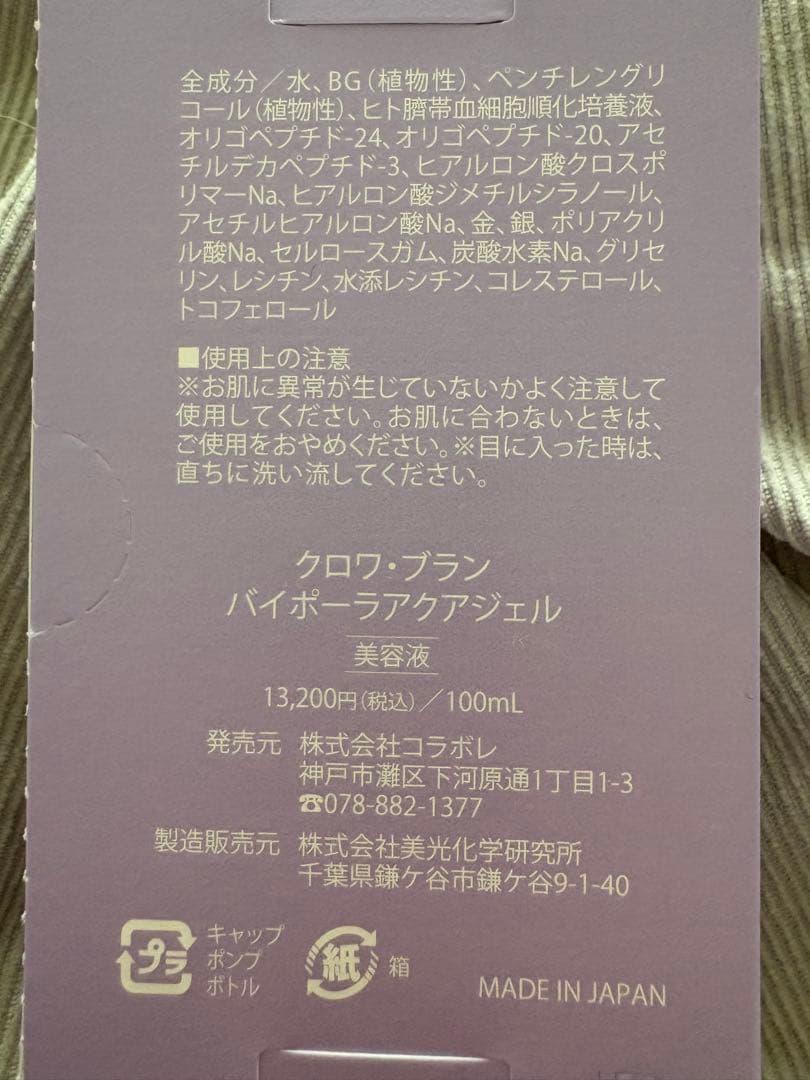 全成分／水、BG（植物性）、ペンチレングリ
コール（植物性）、ヒト臍帯血細胞順化培養液、
オリゴペプチド-24、オリゴペプチド-20、アセ
チルデカペプチド-3、ヒアルロン酸クロスポ
リマーNa、ヒアルロン酸ジメチルシラノール、
アセチルヒアルロン酸Na、金、銀、ポリアクリ
ル酸Na、セルロースガム、炭酸水素Na、グリセ
リン、レシチン、水添レシチン、コレステロール、
トコフェロール
■使用上の注意
※お肌に異常が生じていないかよく注意して
使用してください。お肌に合わないときは、
ご使用をおやめください。※目に入った時は、
直ちに洗い流してください。
クロワ・ブラン
バイポーラアクアジェル
美容液
13,200円（税込）／100mL
発売元 株式会社コラボレ
神戸市灘区下河原通1丁目1-3
☎078-882-1377
製造販売元 株式会社美光化学研究所
千葉県鎌ケ谷市鎌ケ谷9-1-40
プラ キャップ
ポンプ
ボトル
紙 箱
MADE IN JAPAN